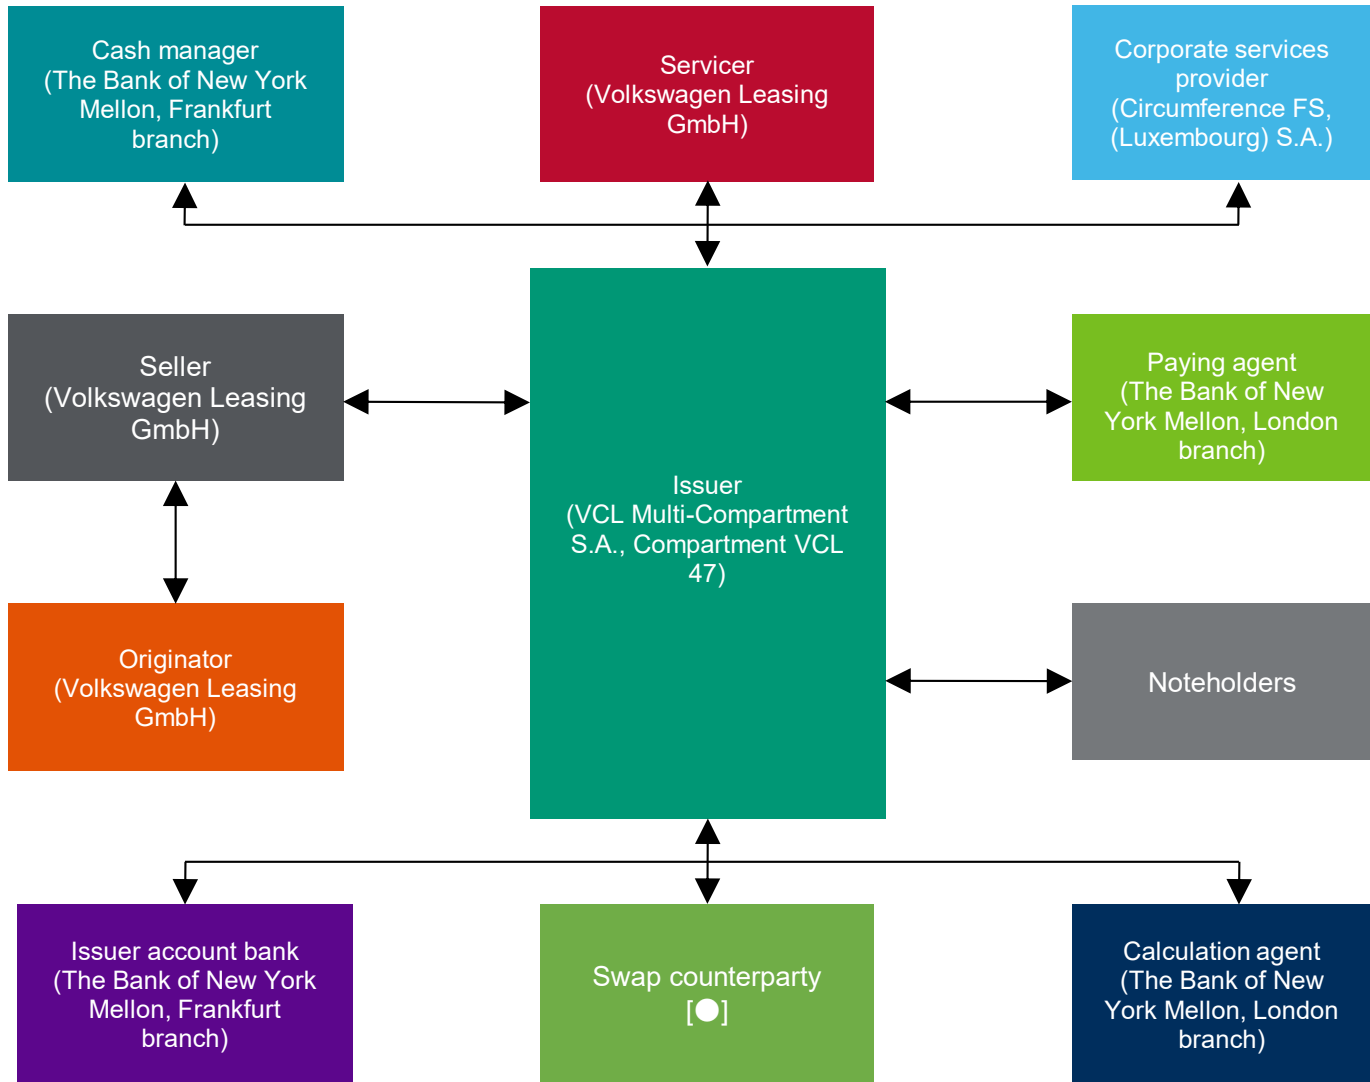 Cash manager
(The Bank of New York
Mellon, Frankfurt
branch)
Servicer
(Volkswagen Leasing
GmbH)
Corporate services
provider
(Circumference FS,
(Luxembourg) S.A.)
Seller
(Volkswagen Leasing
GmbH)
Issuer
(VCL Multi-Compartment
S.A., Compartment VCL
47)
Paying agent
(The Bank of New
York Mellon, London
branch)
Originator
(Volkswagen Leasing
GmbH)
Noteholders
Issuer account bank
(The Bank of New York
Mellon, Frankfurt
branch)
Swap counterparty
[●]
Calculation agent
(The Bank of New
York Mellon, London
branch)